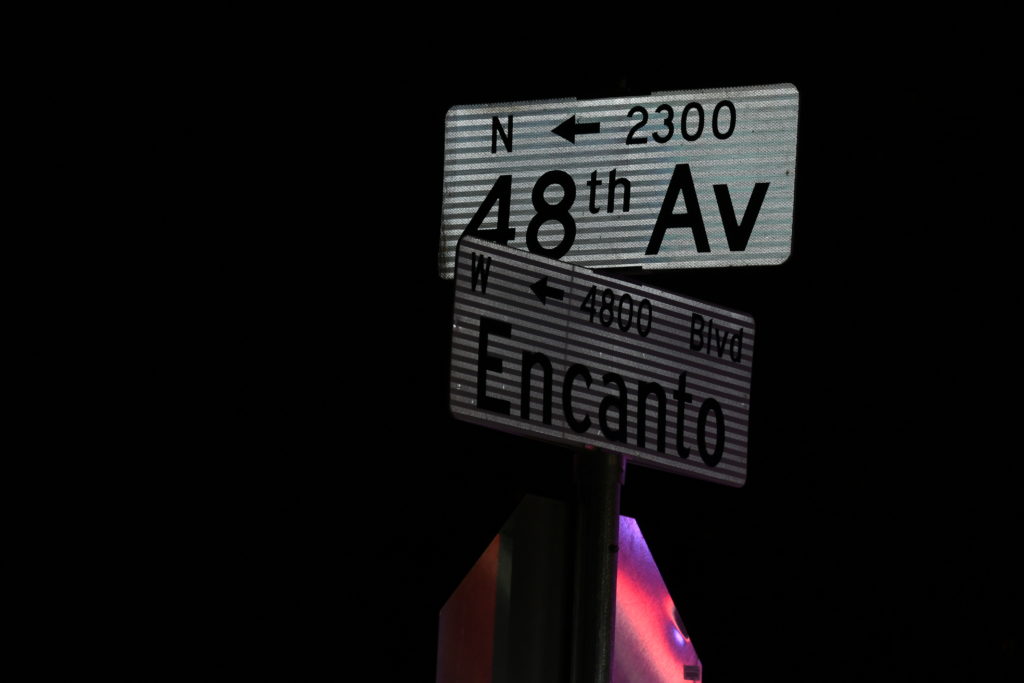 N ← 2300
48th Av
W ← 4800 Blvd
Encanto